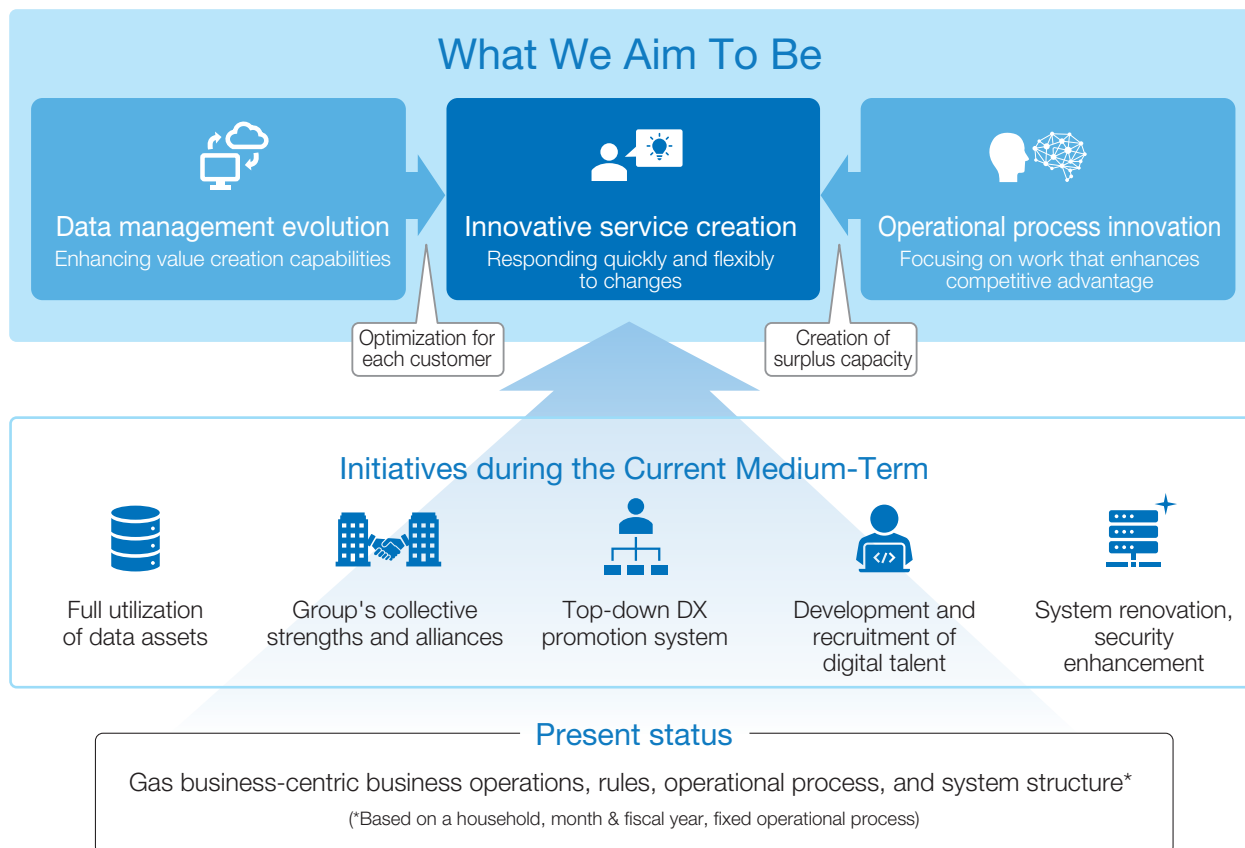 What We Aim To Be
Data management evolution
Enhancing value creation capabilities
Innovative service creation
Responding quickly and flexibly
to changes
Operational process innovation
Focusing on work that enhances
competitive advantage
Optimization for
each customer
Creation of
surplus capacity
Initiatives during the Current Medium-Term
Full utilization
of data assets
Group's collective
strengths and alliances
Top-down DX
promotion system
</>
Development and
recruitment of
digital talent
System renovation,
security
enhancement
Present status
Gas business-centric business operations, rules, operational process, and system structure*
(*Based on a household, month & fiscal year, fixed operational process)